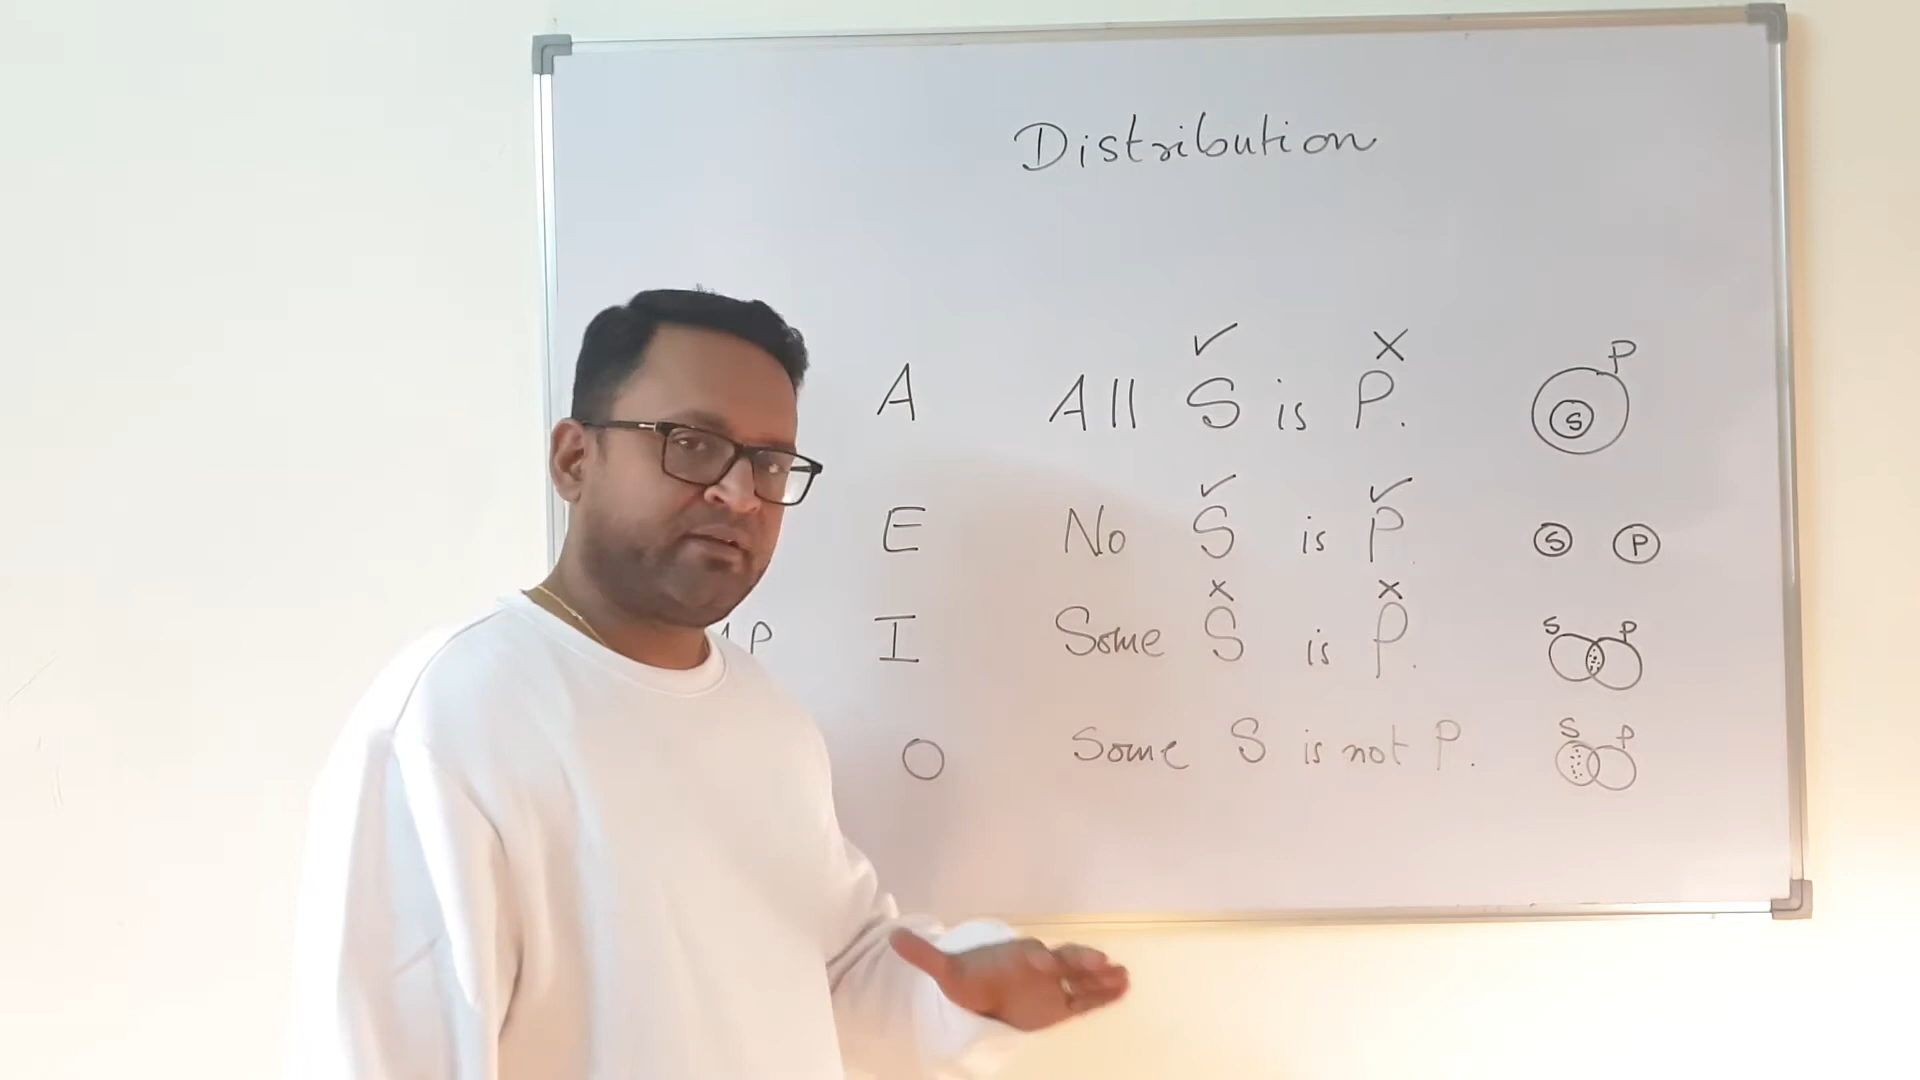 Distribution
✓ × P
A All S is P. S
✓ ✓
E No S is P S P
× ×
P I Some S is P. S P
O Some S is not P. S P